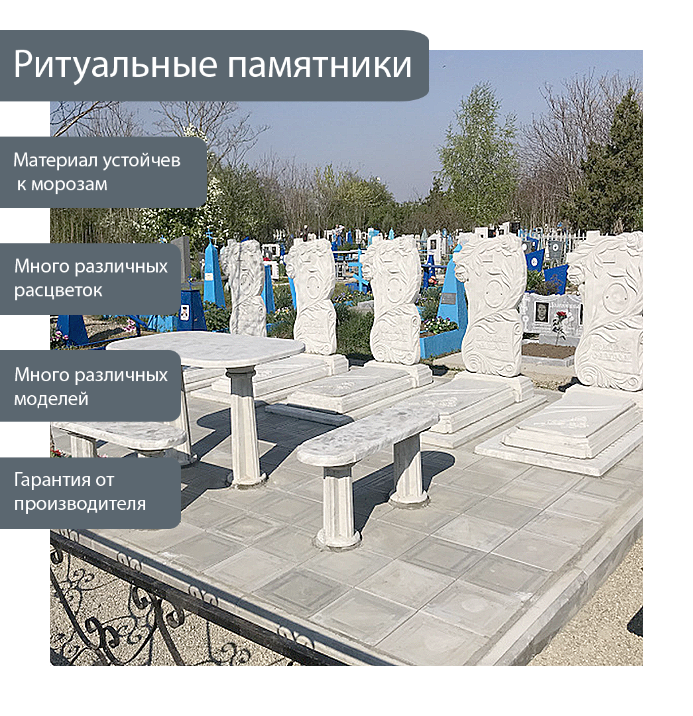 Ритуальные памятники
Материал устойчев
к морозам
Много различных
расцветок
Много различных
моделей
Гарантия от
производителя